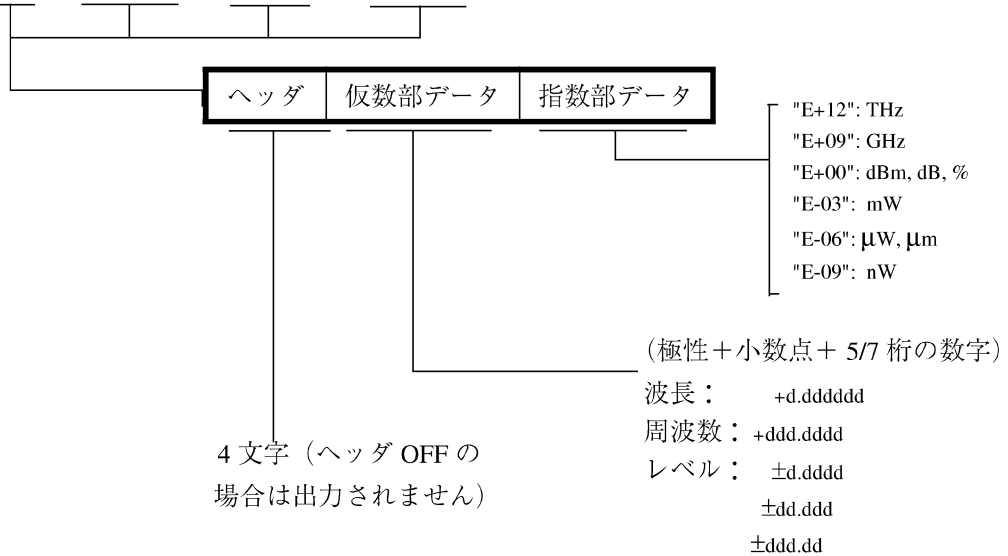 ヘッダ 仮数部データ 指数部データ
"E+12": THz
"E+09": GHz
"E+00": dBm, dB, %
"E-03": mW
"E-06": μW, μm
"E-09": nW
（極性＋小数点＋ 5/7 桁の数字）
波長： +d.dddddd
周波数： +ddd.dddd
レベル： ±d.dddd
±dd.ddd
±ddd.dd
4 文字（ヘッダ OFF の
場合は出力されません）